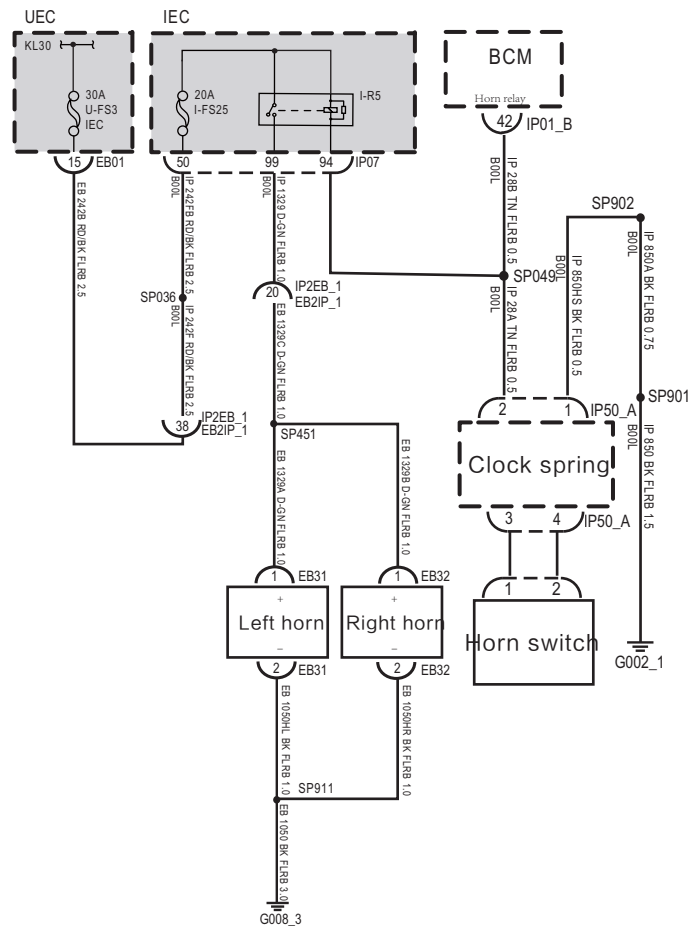 UEC
IEC
KL30
30A
U-FS3
IEC
20A
I-FS25
I-R5
BCM
Horn relay
15
EB01
50
99
94
IP07
42
IP01_B
EB 242B RD/BK FLRB 2.5
IP 242FB RD/BK FLRB 2.5
B00L
IP 1329 D-GN FLRB 1.0
B00L
IP 28B TN FLRB 0.5
B00L
SP902
SP049
IP 850HS BK FLRB 0.5
B00L
IP 850A BK FLRB 0.75
B00L
SP036
B00L
IP 242F RD/BK FLRB 2.5
20
IP2EB_1
EB2IP_1
EB 1329C D-GN FLRB 1.0
IP 28A TN FLRB 0.5
B00L
38
IP2EB_1
EB2IP_1
SP451
2
1
IP50_A
SP901
EB 1329A D-GN FLRB 1.0
EB 1329B D-GN FLRB 1.0
Clock spring
IP 850 BK FLRB 1.5
B00L
3
4
IP50_A
1
EB31
1
EB32
1
2
+
+
Left horn
Right horn
Horn switch
–
–
2
EB31
2
EB32
G002_1
EB 1050HL BK FLRB 1.0
EB 1050HR BK FLRB 1.0
SP911
EB 1050 BK FLRB 3.0
G008_3